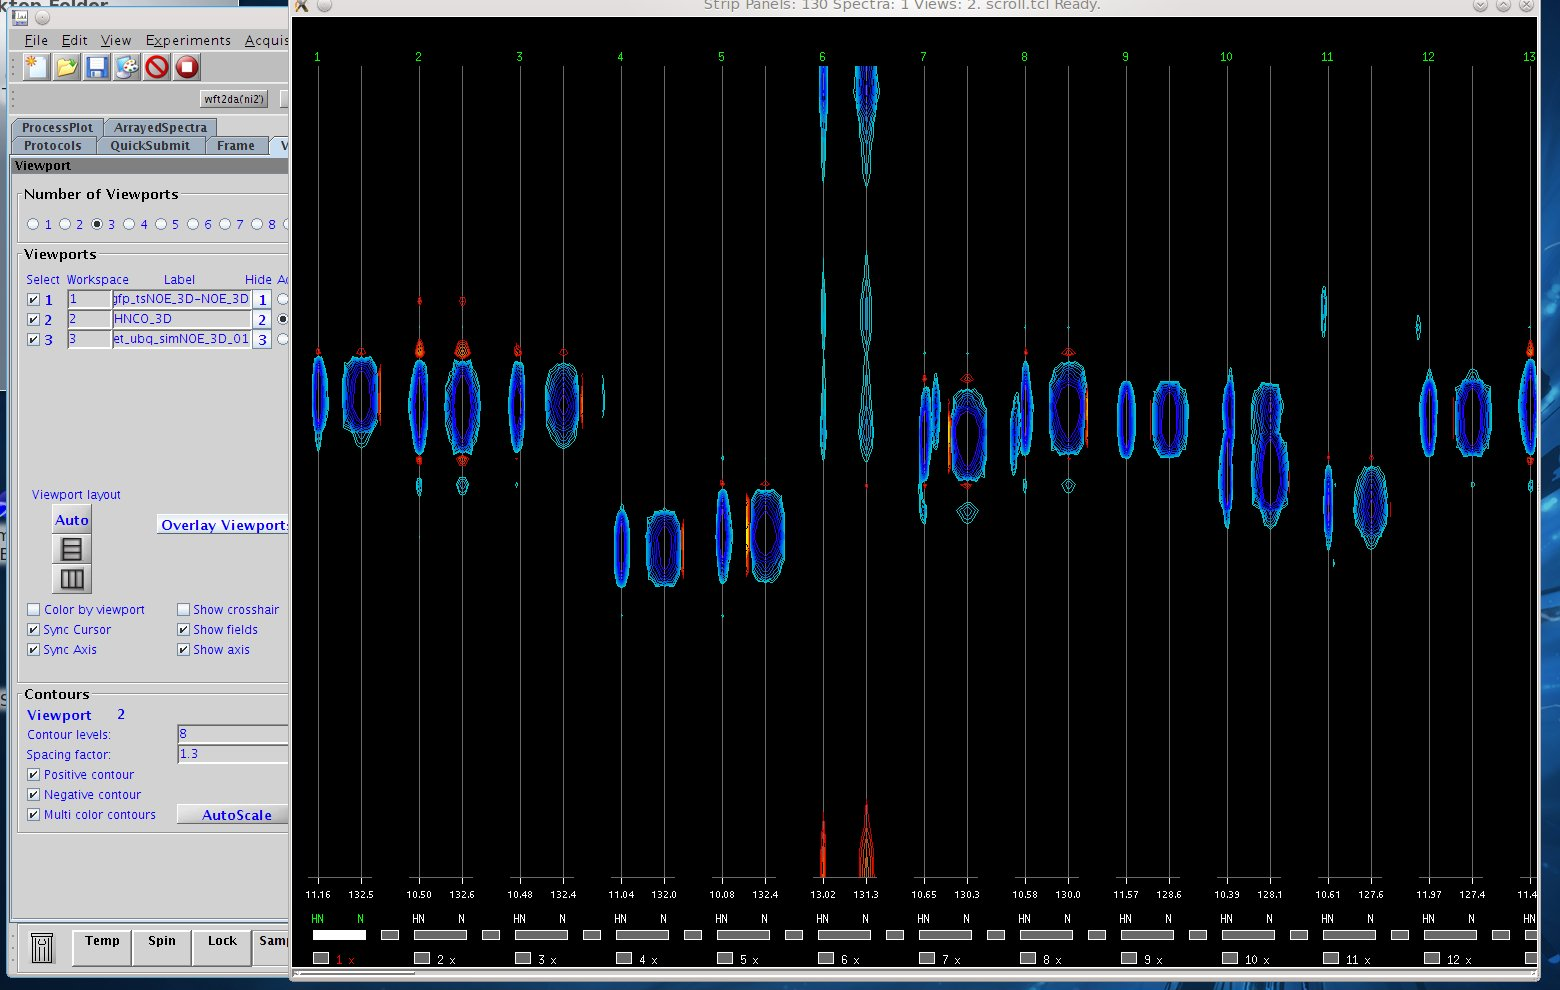 ktop Folder
Strip Panels: 130 Spectra: 1 Views: 2. scroll.tcl Ready.
File Edit View Experiments Acquis
wft2da('ni2')
ProcessPlot ArrayedSpectra
Protocols QuickSubmit Frame V
Viewport
Number of Viewports
1 2 3 4 5 6 7 8
Viewports
Select Workspace Label Hide Ac
1 1 gfp_tsNOE_3D-NOE_3D 1
2 2 HNCO_3D 2
3 3 et_ubq_simNOE_3D_01 3
Viewport layout
Auto
Overlay Viewports
Color by viewport Show crosshair
Sync Cursor Show fields
Sync Axis Show axis
Contours
Viewport 2
Contour levels: 8
Spacing factor: 1.3
Positive contour
Negative contour
Multi color contours AutoScale
Temp Spin Lock Samp
1 2 3 4 5 6 7 8 9 10 11 12 13
11.16 132.5 10.50 132.6 10.48 132.4 11.04 132.0 10.08 132.4 13.02 131.3 10.65 130.3 10.58 130.0 11.57 128.6 10.39 128.1 10.61 127.6 11.97 127.4 11.4
HN N HN N HN N HN N HN N HN N HN N HN N HN N HN N HN N HN N HN
1 x 2 x 3 x 4 x 5 x 6 x 7 x 8 x 9 x 10 x 11 x 12 x